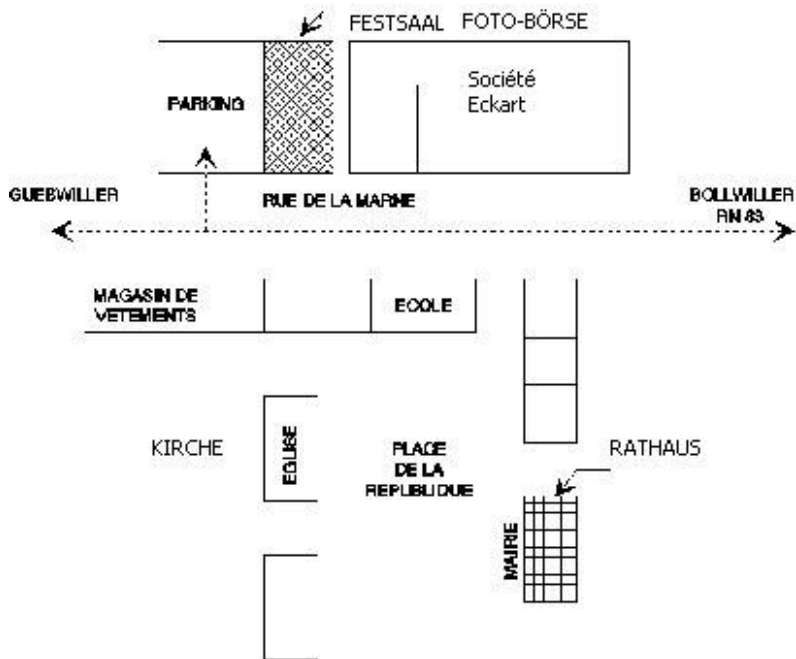 FESTSAAL FOTO-BÖRSE
Société
Eckart
PARKING
GUEBWILLER
RUE DE LA MARNE
BOLLWILLER
RN 83
MAGASIN DE
VETEMENTS
ECOLE
KIRCHE
EGLISE
PLACE
DE LA
REPUBLIQUE
RATHAUS
MAIRIE